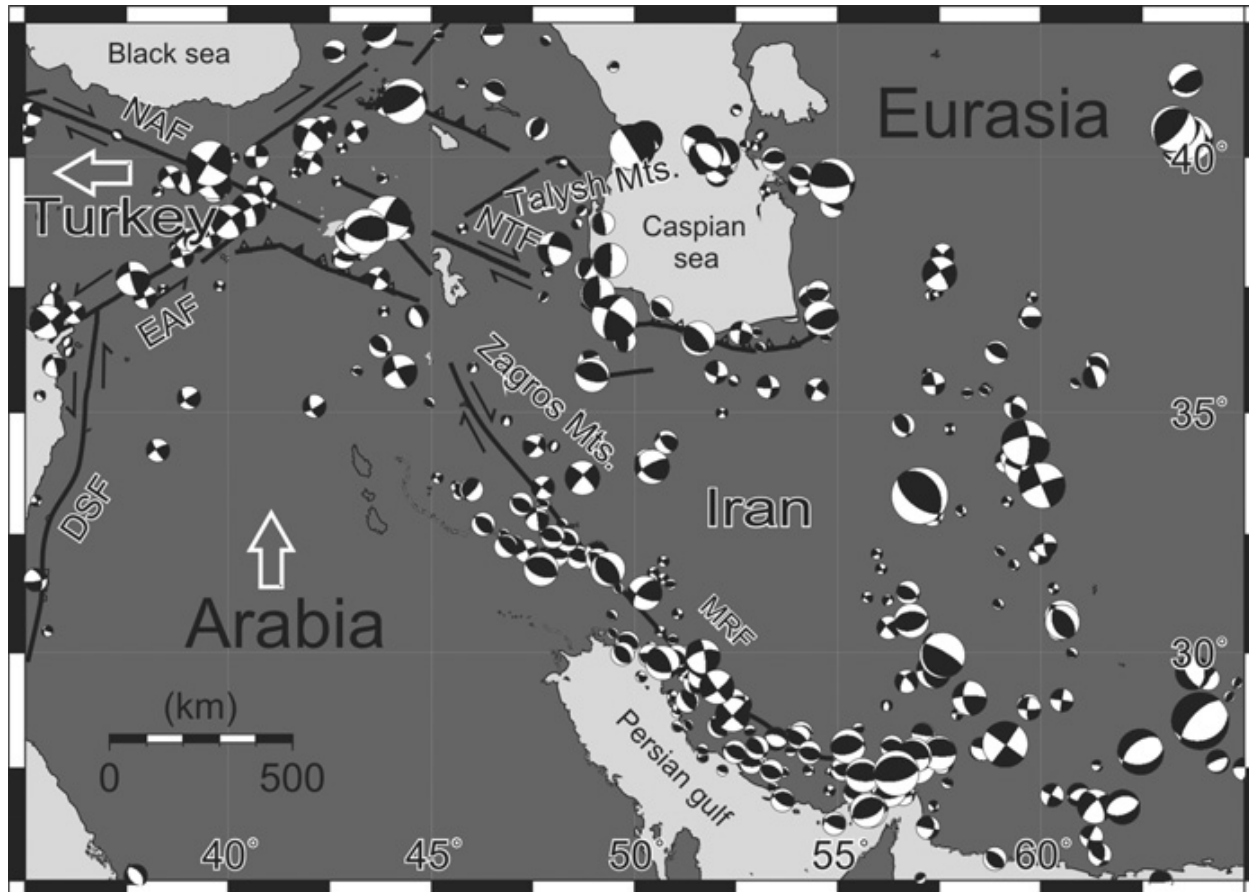 Black sea
Eurasia
NAF
40°
Talysh Mts.
Turkey
NTF
Caspian
sea
EAF
Zagros Mts.
35°
DSF
Iran
Arabia
MRF
30°
(km)
0 500
Persian gulf
40° 45° 50° 55° 60°